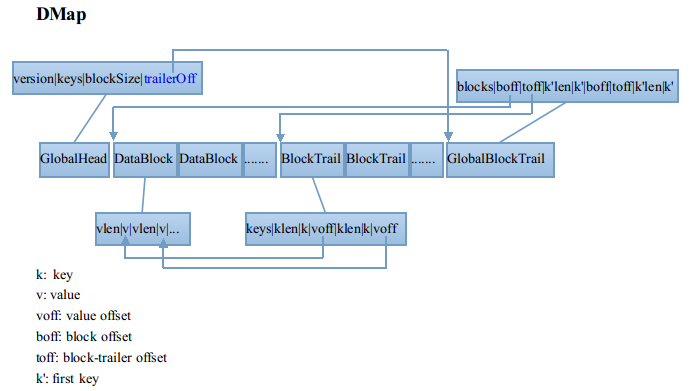 DMap
version|keys|blockSize|trailerOff
blocks|boff|toff|k'len|k'|boff|toff|k'len|k'
GlobalHead
DataBlock
DataBlock
.......
BlockTrail
BlockTrail
.......
GlobalBlockTrail
vlen|v|vlen|v|...
keys|klen|k|voff|klen|k|voff
k: key
v: value
voff: value offset
boff: block offset
toff: block-trailer offset
k': first key